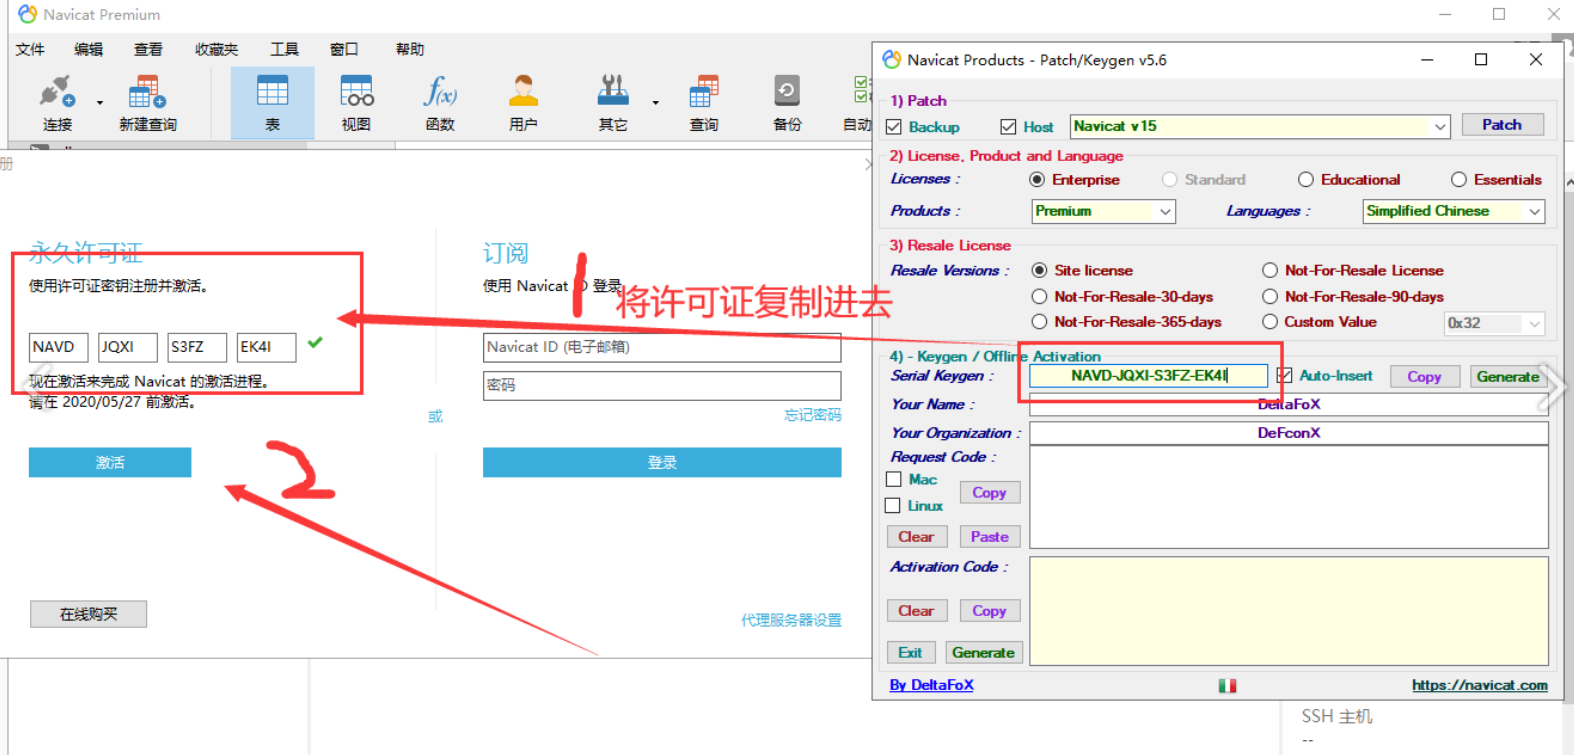 Navicat Premium
文件 编辑 查看 收藏夹 工具 窗口 帮助
连接 新建查询 表 视图 函数 用户 其它 查询 备份 自动
f(x)
册
永久许可证
使用许可证密钥注册并激活。
NAVD JQXI S3FZ EK4I
现在激活来完成 Navicat 的激活进程。
请在 2020/05/27 前激活。
激活
在线购买
或
订阅
使用 Navicat ID 登录
Navicat ID (电子邮箱)
密码
忘记密码
登录
代理服务器设置
1
将许可证复制进去
2
Navicat Products - Patch/Keygen v5.6
1) Patch
Backup Host Navicat v15 Patch
2) License, Product and Language
Licenses : Enterprise Standard Educational Essentials
Products : Premium Languages : Simplified Chinese
3) Resale License
Resale Versions : Site license Not-For-Resale License
Not-For-Resale-30-days Not-For-Resale-90-days
Not-For-Resale-365-days Custom Value 0x32
4) - Keygen / Offline Activation
Serial Keygen : NAVD-JQXI-S3FZ-EK4I Auto-Insert Copy Generate
Your Name : DeltaFoX
Your Organization : DeFconX
Request Code :
Mac
Linux
Copy
Clear Paste
Activation Code :
Clear Copy
Exit Generate
By DeltaFoX https://navicat.com
SSH 主机
--